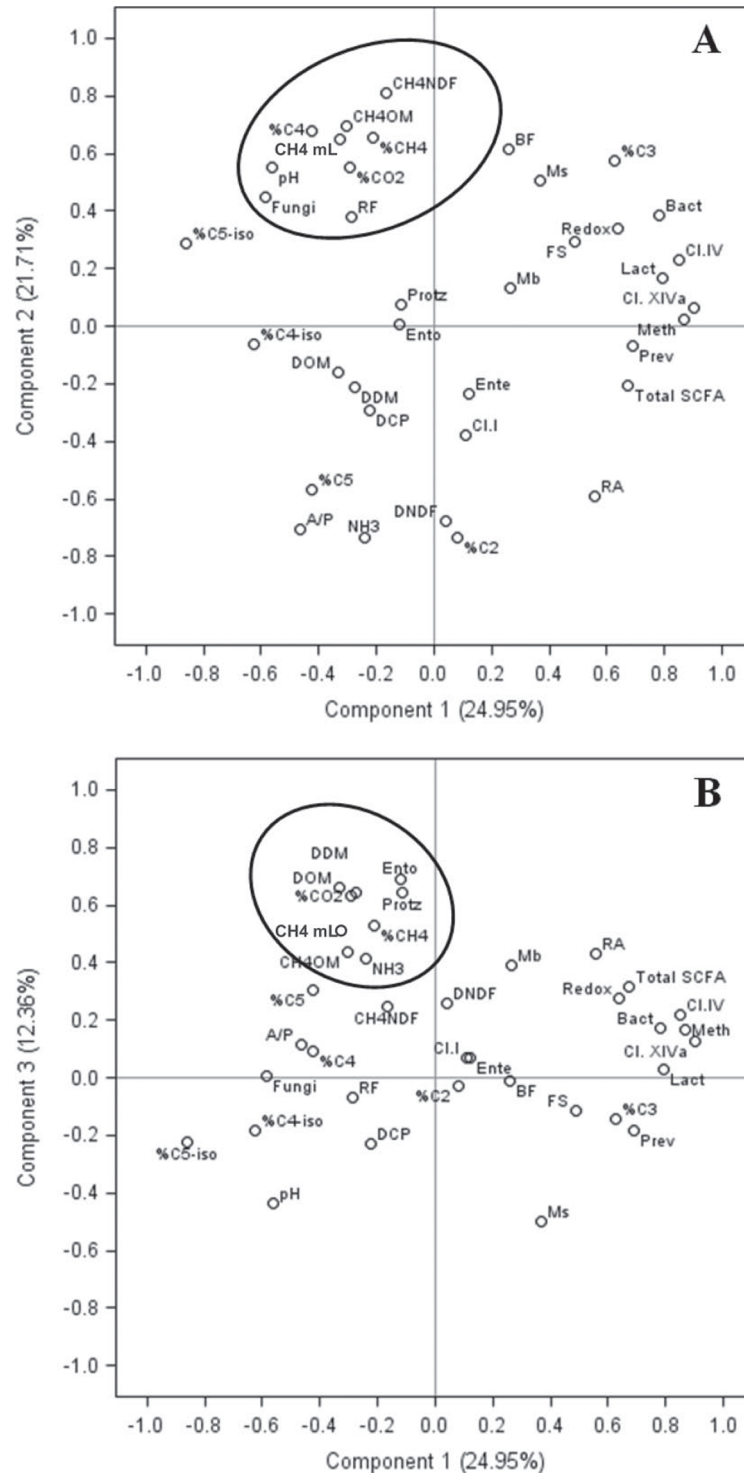 A
1.0
CH4NDF
0.8
CH4OM
%C4
%CH4
BF
%C3
CH4 mL
0.6
pH
%CO2
Ms
Fungi
RF
Bact
0.4
%C5-iso
Redox
FS
Cl.IV
Lact
0.2
Mb
Cl. XIVa
Protz
0.0
Ento
Meth
%C4-iso
Prev
DOM
-0.2
DDM
Ente
Total SCFA
DCP
Cl.I
-0.4
%C5
RA
-0.6
A/P
NH3
DNDF
%C2
-0.8
-1.0
Component 2 (21.71%)
-1.0 -0.8 -0.6 -0.4 -0.2 0.0 0.2 0.4 0.6 0.8 1.0
Component 1 (24.95%)
B
1.0
0.8
DDM
Ento
DOM
%CO2
Protz
0.6
CH4 mL
%CH4
CH4OM
NH3
Mb
RA
0.4
%C5
CH4NDF
DNDF
Redox
Total SCFA
Cl.IV
Bact
Meth
0.2
A/P
%C4
Cl.I
Cl. XIVa
Ente
Lact
0.0
Fungi
RF
%C2
BF
FS
%C3
%C4-iso
DCP
Prev
-0.2
%C5-iso
pH
Ms
-0.4
-0.6
-0.8
-1.0
Component 3 (12.36%)
-1.0 -0.8 -0.6 -0.4 -0.2 0.0 0.2 0.4 0.6 0.8 1.0
Component 1 (24.95%)